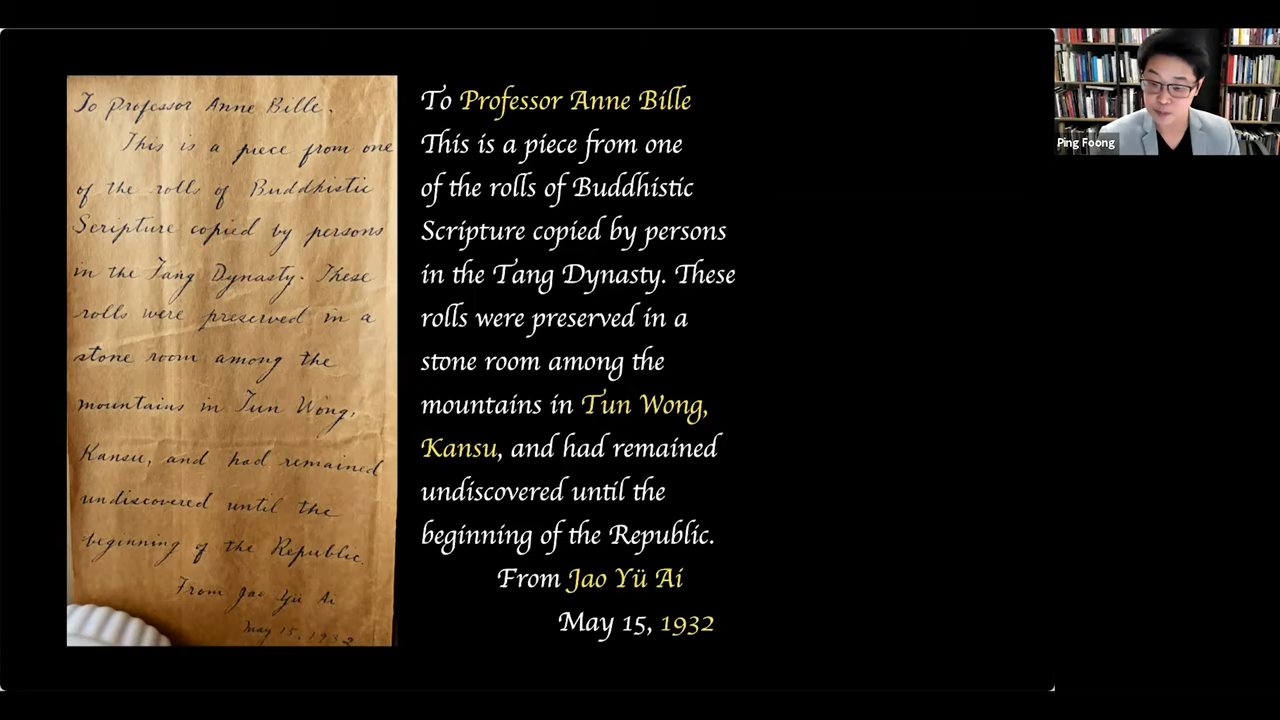 To Professor Anne Bille.
This is a piece from one
of the rolls of Buddhistic
Scripture copied by persons
in the Tang Dynasty. These
rolls were preserved in a
stone room among the
mountains in Tun Wong,
Kansu, and had remained
undiscovered until the
beginning of the Republic.
From Jao Yü Ai
May 15, 1932
To Professor Anne Bille
This is a piece from one
of the rolls of Buddhistic
Scripture copied by persons
in the Tang Dynasty. These
rolls were preserved in a
stone room among the
mountains in Tun Wong,
Kansu, and had remained
undiscovered until the
beginning of the Republic.
From Jao Yü Ai
May 15, 1932
Ping Foong